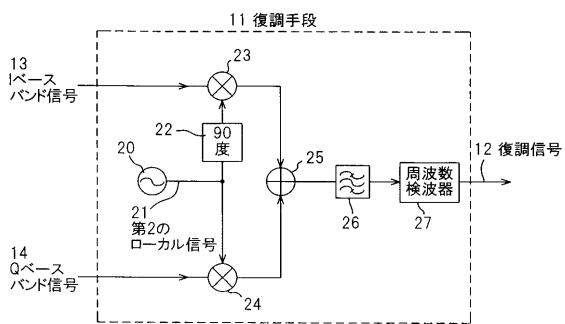 11 復調手段
13
Iベース
バンド信号
23
22
90
度
20
21
第2の
ローカル信号
25
26
周波数
検波器
27
12 復調信号
14
Qベース
バンド信号
24